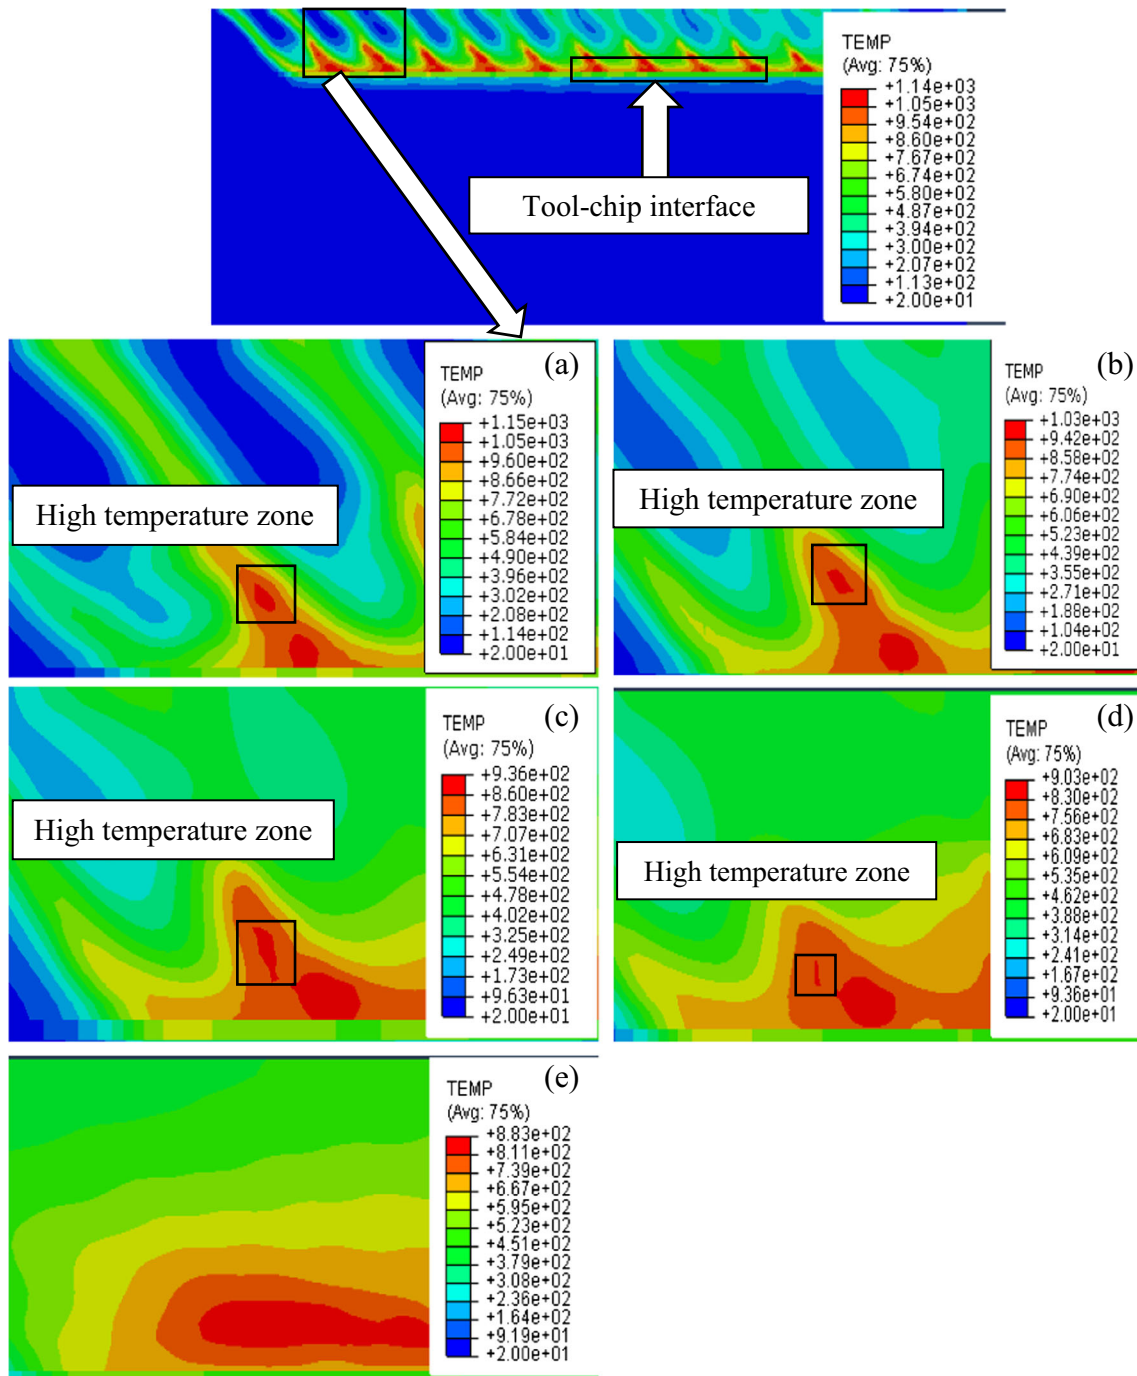 TEMP
(Avg: 75%)
+1.14e+03
+1.05e+03
+9.54e+02
+8.60e+02
+7.67e+02
+6.74e+02
+5.80e+02
+4.87e+02
+3.94e+02
+3.00e+02
+2.07e+02
+1.13e+02
+2.00e+01
Tool-chip interface
(a)
TEMP
(Avg: 75%)
+1.15e+03
+1.05e+03
+9.60e+02
+8.66e+02
+7.72e+02
+6.78e+02
+5.84e+02
+4.90e+02
+3.96e+02
+3.02e+02
+2.08e+02
+1.14e+02
+2.00e+01
High temperature zone
(b)
TEMP
(Avg: 75%)
+1.03e+03
+9.42e+02
+8.58e+02
+7.74e+02
+6.90e+02
+6.06e+02
+5.23e+02
+4.39e+02
+3.55e+02
+2.71e+02
+1.88e+02
+1.04e+02
+2.00e+01
High temperature zone
(c)
TEMP
(Avg: 75%)
+9.36e+02
+8.60e+02
+7.83e+02
+7.07e+02
+6.31e+02
+5.54e+02
+4.78e+02
+4.02e+02
+3.25e+02
+2.49e+02
+1.73e+02
+9.63e+01
+2.00e+01
High temperature zone
(d)
TEMP
(Avg: 75%)
+9.03e+02
+8.30e+02
+7.56e+02
+6.83e+02
+6.09e+02
+5.35e+02
+4.62e+02
+3.88e+02
+3.14e+02
+2.41e+02
+1.67e+02
+9.36e+01
+2.00e+01
High temperature zone
(e)
TEMP
(Avg: 75%)
+8.83e+02
+8.11e+02
+7.39e+02
+6.67e+02
+5.95e+02
+5.23e+02
+4.51e+02
+3.79e+02
+3.08e+02
+2.36e+02
+1.64e+02
+9.19e+01
+2.00e+01